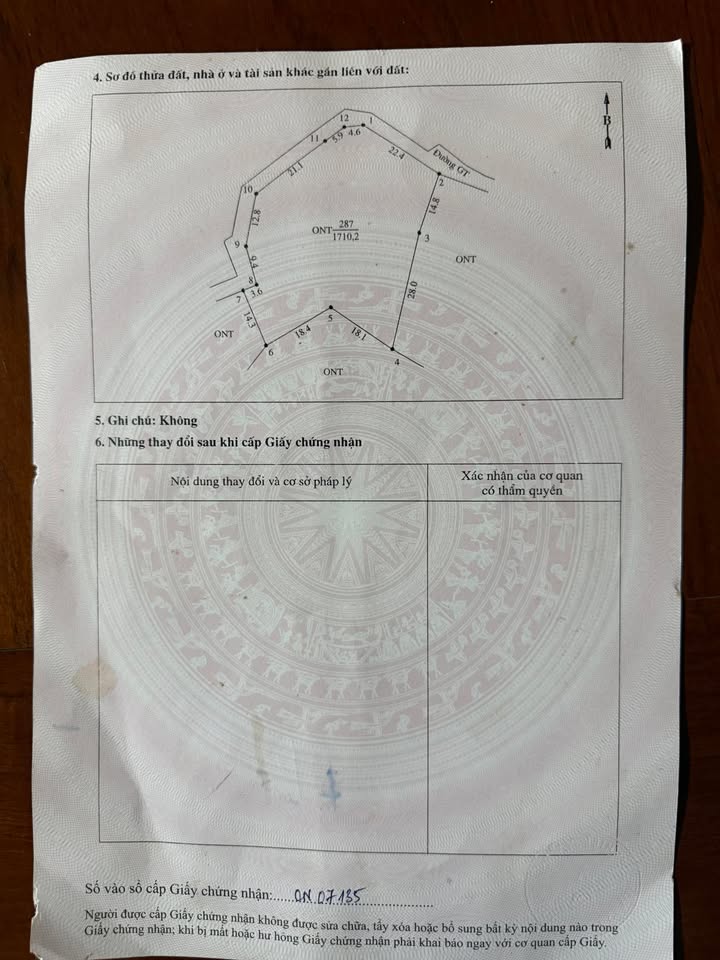 4. Sơ đồ thửa đất, nhà ở và tài sản khác gắn liền với đất:
B
12
1
11
5.9
4.6
22.4
Đường GT
2
21.1
10
12.8
14.8
ONT 287
1710,2
3
9
9.4
ONT
8
3.6
7
28.0
14.3
5
ONT
18.4
18.1
6
4
ONT
5. Ghi chú: Không
6. Những thay đổi sau khi cấp Giấy chứng nhận
Nội dung thay đổi và cơ sở pháp lý
Xác nhận của cơ quan
có thẩm quyền
Số vào sổ cấp Giấy chứng nhận: QN.07135
Người được cấp Giấy chứng nhận không được sửa chữa, tẩy xóa hoặc bổ sung bất kỳ nội dung nào trong
Giấy chứng nhận; khi bị mất hoặc hư hỏng Giấy chứng nhận phải khai báo ngay với cơ quan cấp Giấy.